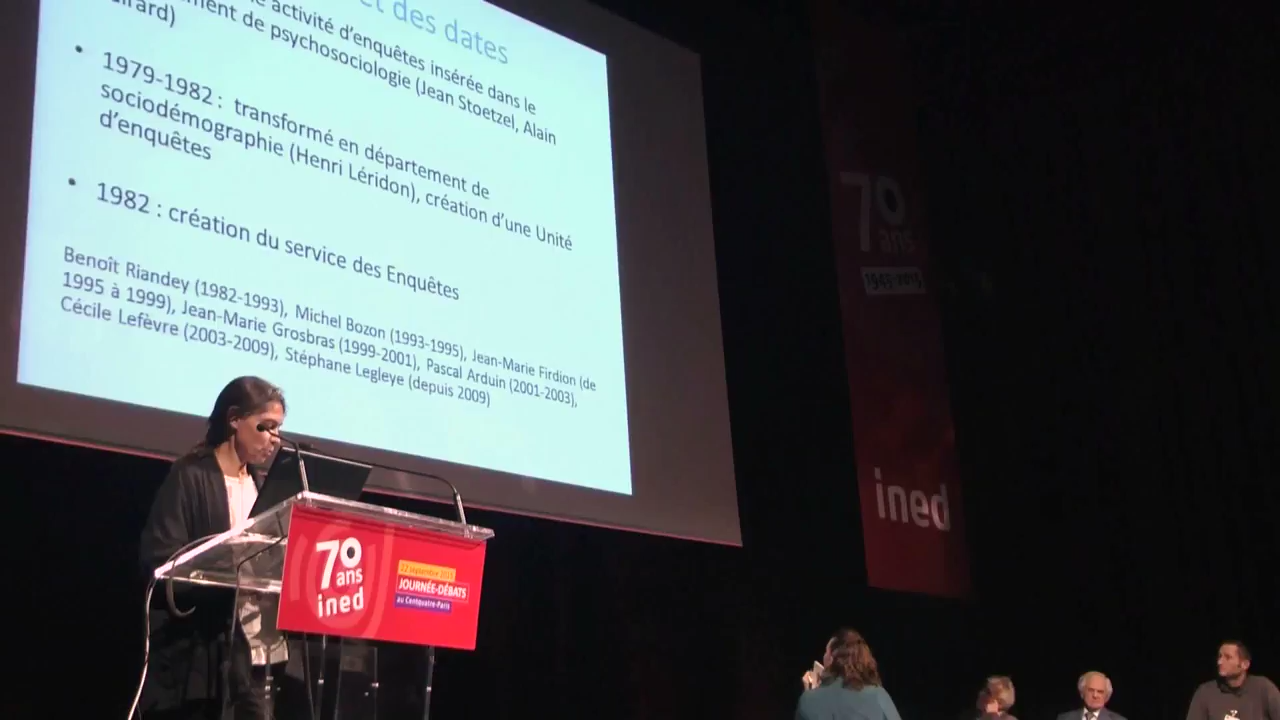 et des dates
activité d'enquêtes insérée dans le
de psychosociologie (Jean Stoetzel, Alain
• 1979-1982 : transformé en département de
sociodémographie (Henri Léridon), création d'une Unité
d'enquêtes
• 1982 : création du service des Enquêtes
Benoît Riandey (1982-1993), Michel Bozon (1993-1995), Jean-Marie Firdion (de
1995 à 1999), Jean-Marie Grosbras (1999-2001), Pascal Arduin (2001-2003),
Cécile Lefèvre (2003-2009), Stéphane Legleye (depuis 2009)
70
ans
1945-2015
ined
70
ans
ined
septembre
JOURNÉE-DÉBATS
au Centquatre-Paris